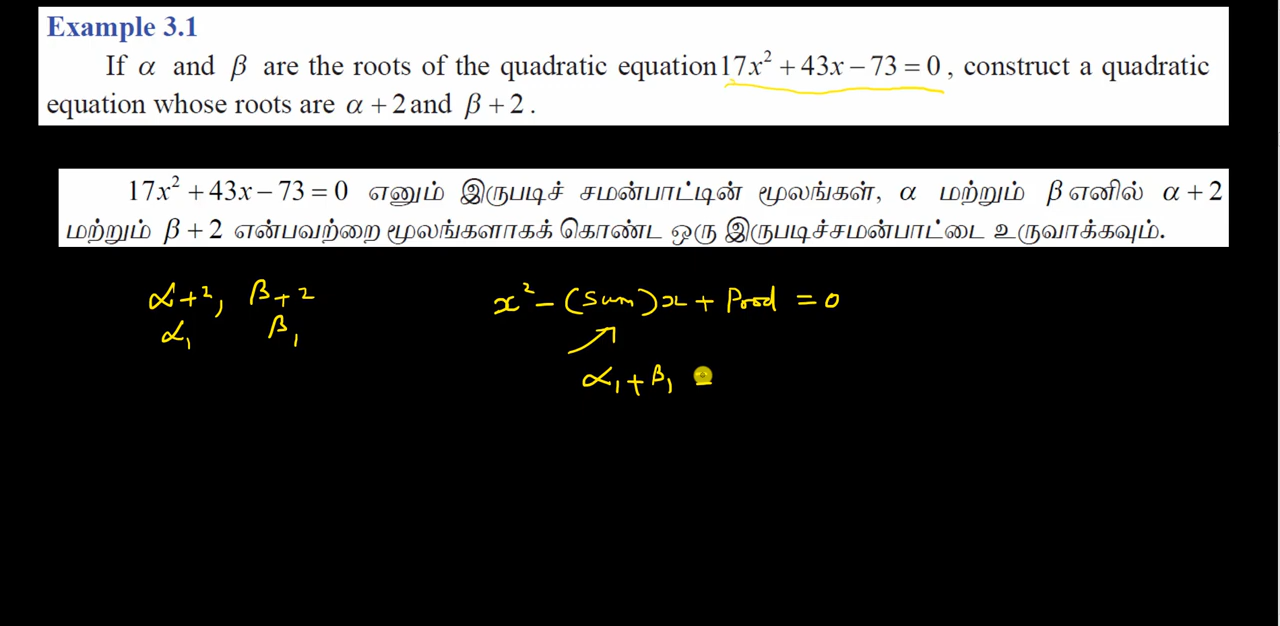 Example 3.1
If α and β are the roots of the quadratic equation 17x² + 43x − 73 = 0, construct a quadratic
equation whose roots are α + 2 and β + 2.
17x² + 43x − 73 = 0 எனும் இருபடிச் சமன்பாட்டின் மூலங்கள், α மற்றும் β எனில் α + 2
மற்றும் β + 2 என்பவற்றை மூலங்களாகக் கொண்ட ஒரு இருபடிச்சமன்பாட்டை உருவாக்கவும்.
α+2, β+2 x² − (Sum)x + Prod = 0
α₁ β₁
α₁ + β₁ =